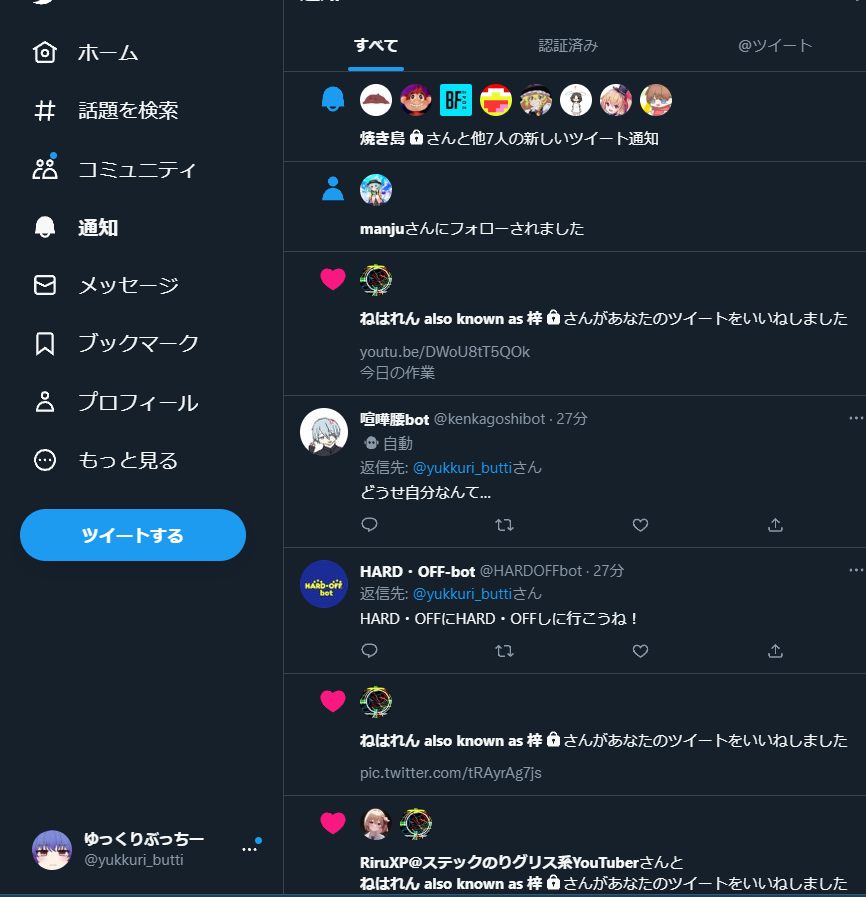 ホーム
話題を検索
コミュニティ
通知
メッセージ
ブックマーク
プロフィール
もっと見る
ツイートする
ゆっくりぶっちー
@yukkuri_butti
すべて
認証済み
@ツイート
BF
焼き鳥さんと他7人の新しいツイート通知
manjuさんにフォローされました
ねはれん also known as 梓さんがあなたのツイートをいいねしました
youtu.be/DWoU8tT5QOk
今日の作業
喧嘩腰bot @kenkagoshibot · 27分
自動
返信先: @yukkuri_buttiさん
どうせ自分なんて...
HARD-OFF
bot
HARD・OFF-bot @HARDOFFbot · 27分
返信先: @yukkuri_buttiさん
HARD・OFFにHARD・OFFしに行こうね！
ねはれん also known as 梓さんがあなたのツイートをいいねしました
pic.twitter.com/tRAyrAg7js
RiruXP@ステックのりグリス系YouTuberさんと
ねはれん also known as 梓さんがあなたのツイートをいいねしました